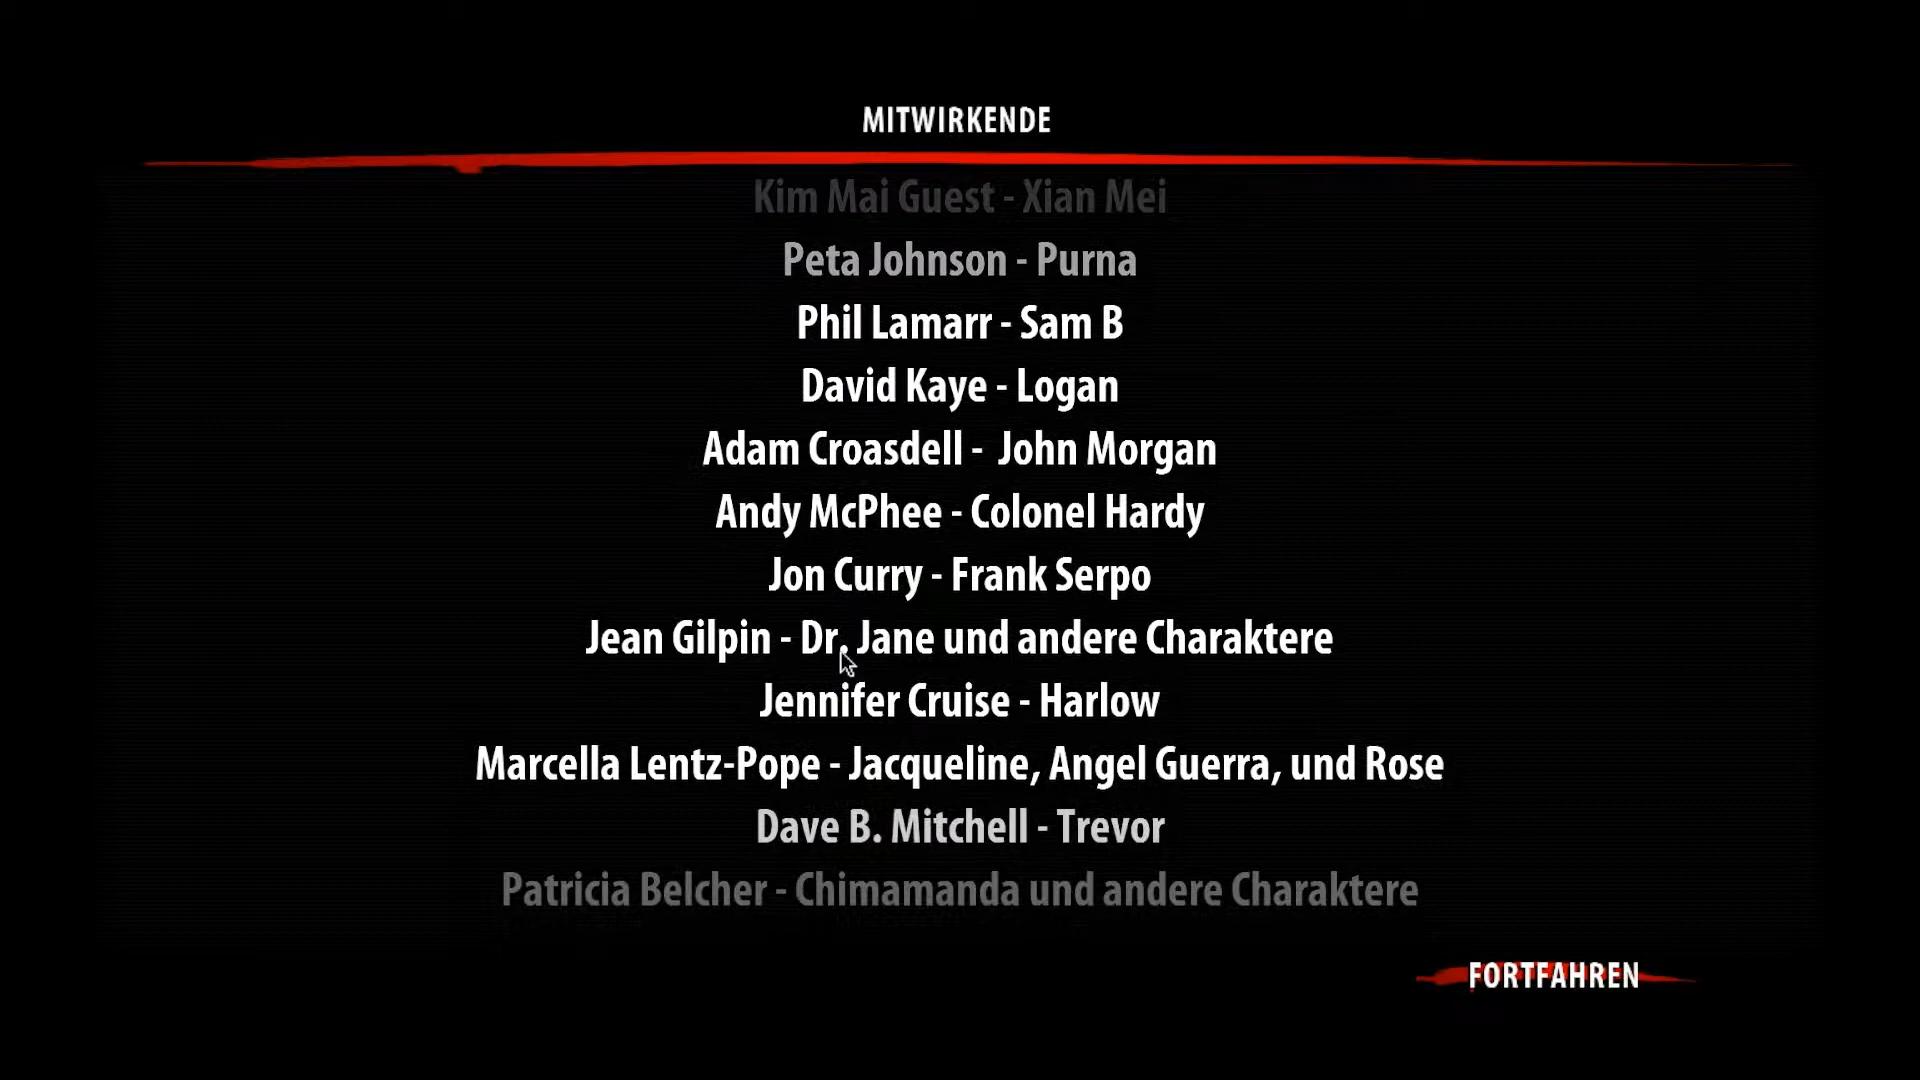 MITWIRKENDE
Kim Mai Guest - Xian Mei
Peta Johnson - Purna
Phil Lamarr - Sam B
David Kaye - Logan
Adam Croasdell -  John Morgan
Andy McPhee - Colonel Hardy
Jon Curry - Frank Serpo
Jean Gilpin - Dr. Jane und andere Charaktere
Jennifer Cruise - Harlow
Marcella Lentz-Pope - Jacqueline, Angel Guerra, und Rose
Dave B. Mitchell - Trevor
Patricia Belcher - Chimamanda und andere Charaktere
FORTFAHREN